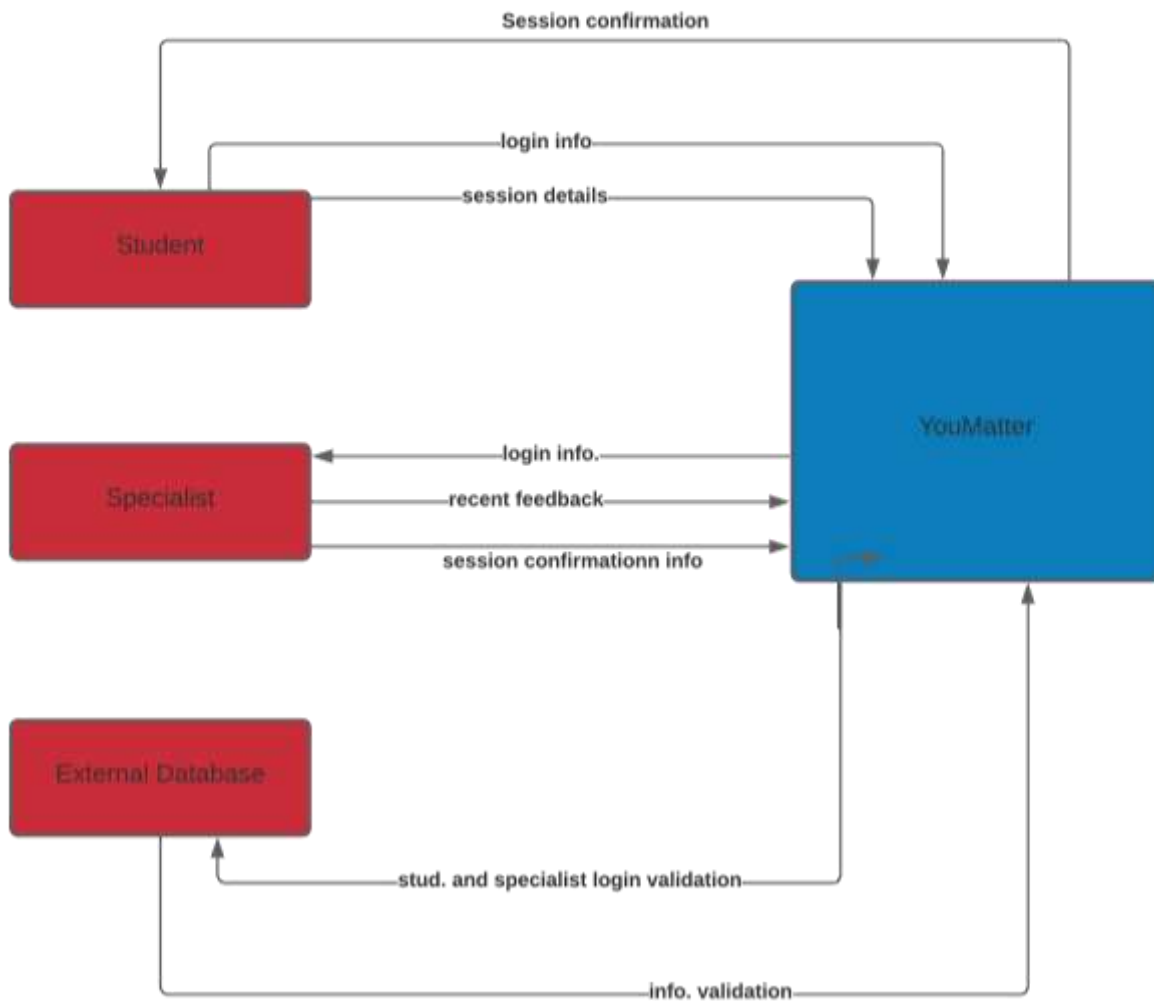 Session confirmation
login info
session details
Student
YouMatter
login info.
Specialist
recent feedback
session confirmationn info
External Database
stud. and specialist login validation
info. validation